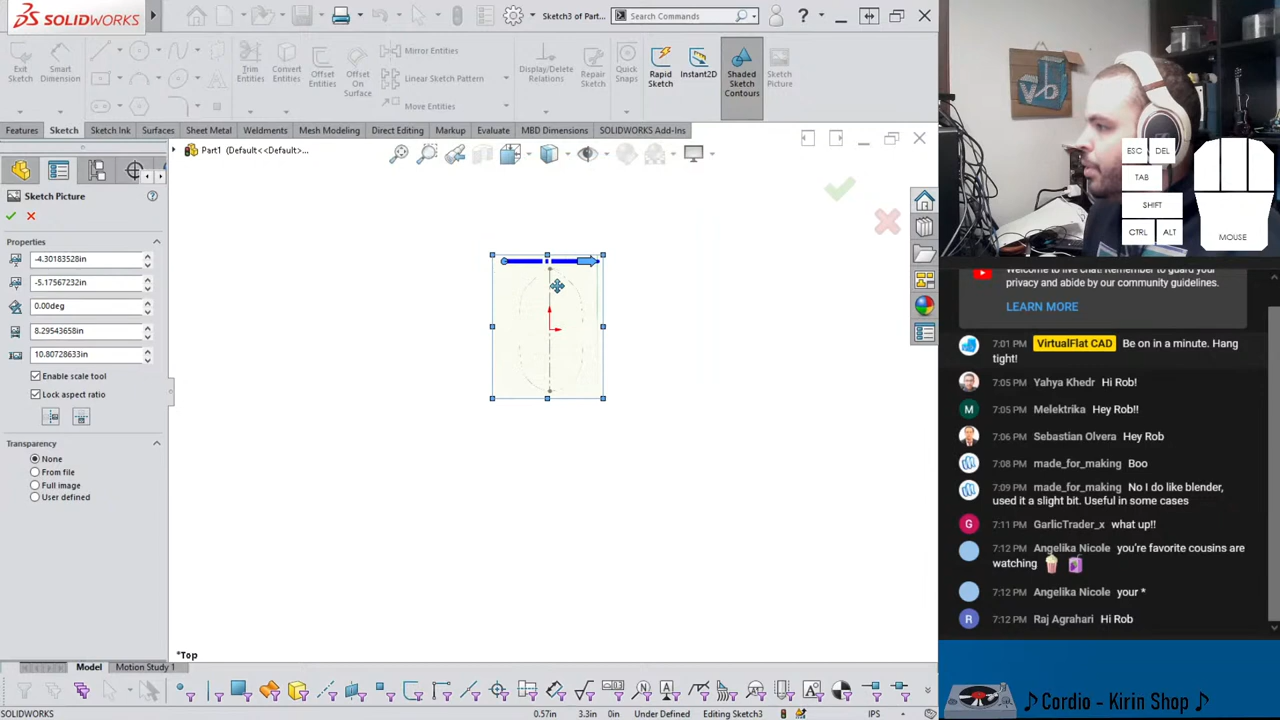 SOLIDWORKS
Sketch3 of Part...
Search Commands
Exit
Sketch
Smart
Dimension
Trim
Entities
Convert
Entities
Offset
Entities
Offset
On
Surface
Mirror Entities
Linear Sketch Pattern
Move Entities
Display/Delete
Relations
Repair
Sketch
Quick
Snaps
Rapid
Sketch
Instant2D
Shaded
Sketch
Contours
Sketch
Picture
Features
Sketch
Sketch Ink
Surfaces
Sheet Metal
Weldments
Mesh Modeling
Direct Editing
Markup
Evaluate
MBD Dimensions
SOLIDWORKS Add-Ins
Part1 (Default<<Default>...
Sketch Picture
Properties
-4.30183528in
-5.17567232in
0.00deg
8.29543658in
10.80728633in
Enable scale tool
Lock aspect ratio
Transparency
None
From file
Full image
User defined
*Top
Model
Motion Study 1
SOLIDWORKS
0.57in
3.3in
0in
Under Defined
Editing Sketch3
IPS
ESC
DEL
TAB
SHIFT
CTRL
ALT
MOUSE
Welcome to live chat! Remember to guard your
privacy and abide by our community guidelines.
LEARN MORE
7:01 PM VirtualFlat CAD Be on in a minute. Hang
tight!
7:05 PM Yahya Khedr Hi Rob!
M 7:05 PM Melektrika Hey Rob!!
7:06 PM Sebastian Olvera Hey Rob
7:08 PM made_for_making Boo
7:09 PM made_for_making No I do like blender,
used it a slight bit. Useful in some cases
G 7:11 PM GarlicTrader_x what up!!
7:12 PM Angelika Nicole you're favorite cousins are
watching
7:12 PM Angelika Nicole your *
R 7:12 PM Raj Agrahari Hi Rob
♪ Cordio - Kirin Shop ♪